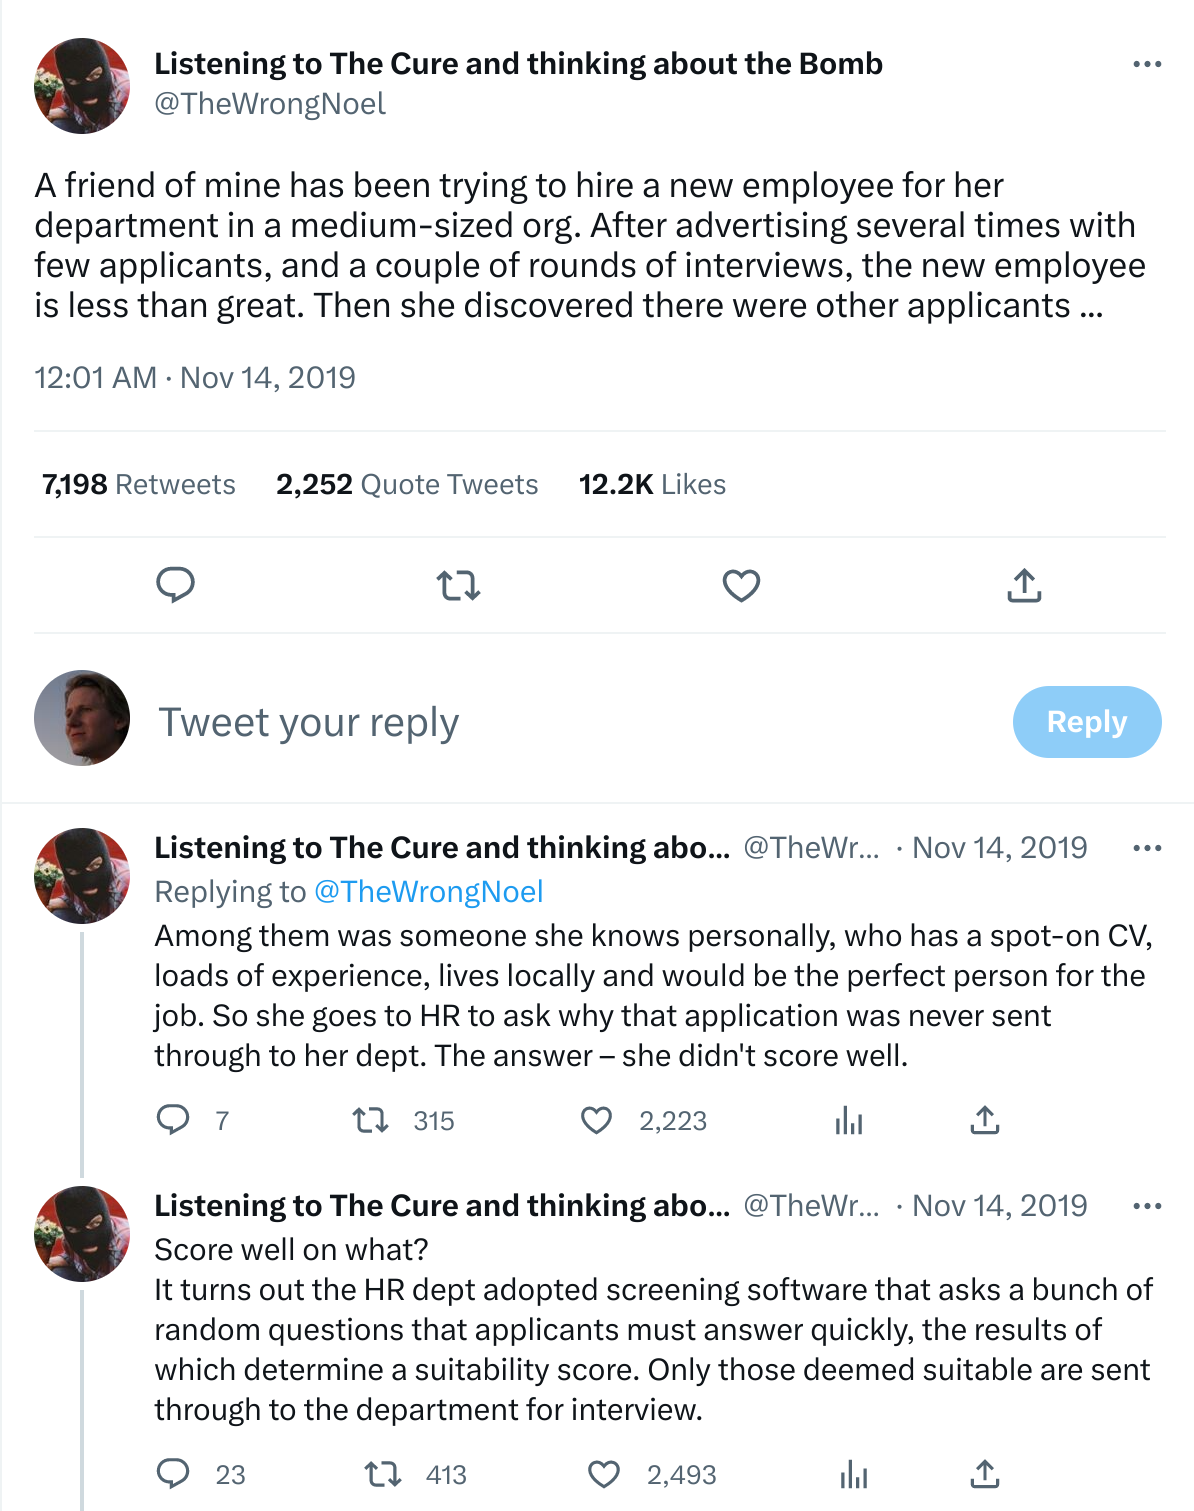 Listening to The Cure and thinking about the Bomb
@TheWrongNoel
A friend of mine has been trying to hire a new employee for her
department in a medium-sized org. After advertising several times with
few applicants, and a couple of rounds of interviews, the new employee
is less than great. Then she discovered there were other applicants ...
12:01 AM · Nov 14, 2019
7,198 Retweets 2,252 Quote Tweets 12.2K Likes
Tweet your reply
Reply
Listening to The Cure and thinking abo... @TheWr... · Nov 14, 2019
Replying to @TheWrongNoel
Among them was someone she knows personally, who has a spot-on CV,
loads of experience, lives locally and would be the perfect person for the
job. So she goes to HR to ask why that application was never sent
through to her dept. The answer – she didn't score well.
7 315 2,223
Listening to The Cure and thinking abo... @TheWr... · Nov 14, 2019
Score well on what?
It turns out the HR dept adopted screening software that asks a bunch of
random questions that applicants must answer quickly, the results of
which determine a suitability score. Only those deemed suitable are sent
through to the department for interview.
23 413 2,493